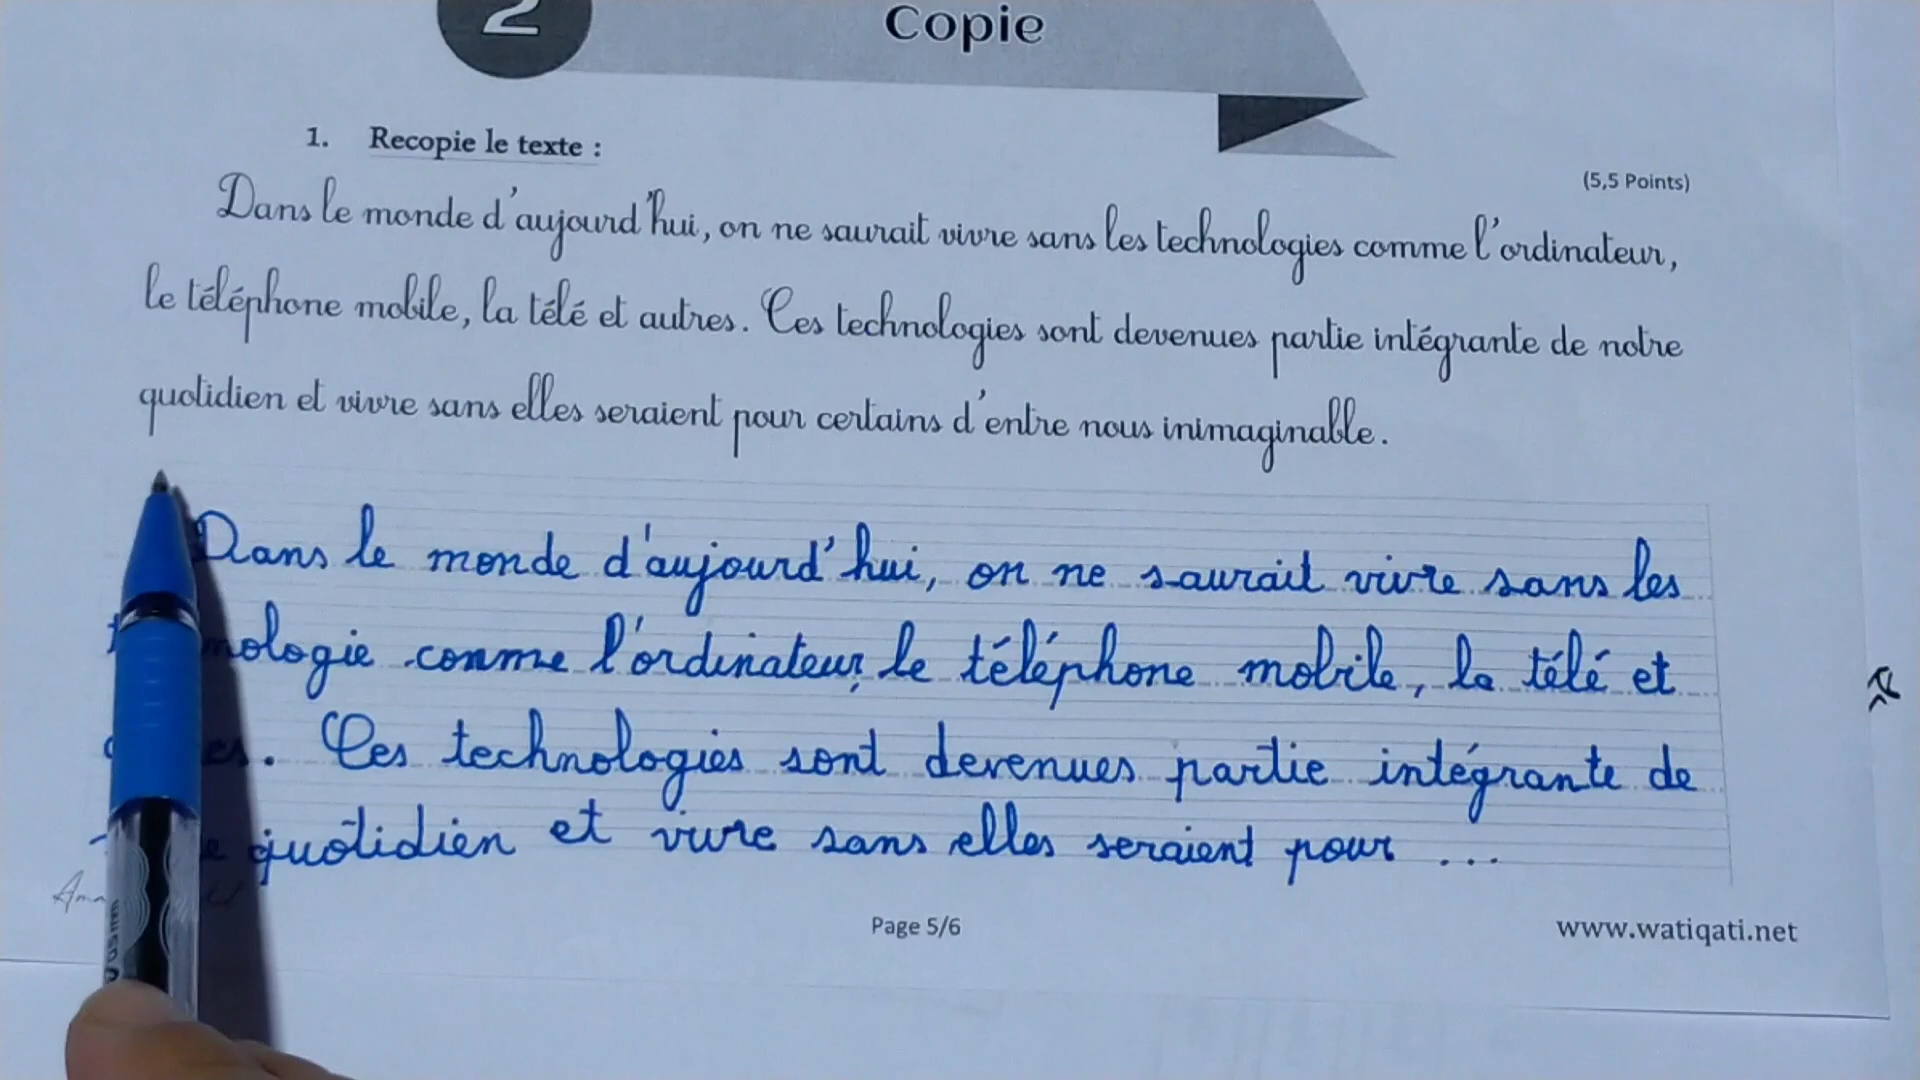 2
Copie
1. Recopie le texte :
(5,5 Points)
Dans le monde d'aujourd'hui, on ne saurait vivre sans les technologies comme l'ordinateur,
le téléphone mobile, la télé et autres. Ces technologies sont devenues partie intégrante de notre
quotidien et vivre sans elles seraient pour certains d'entre nous inimaginable.
Dans le monde d'aujourd'hui, on ne saurait vivre sans les
comme l'ordinateur, le téléphone mobile, la télé et
. Ces technologies sont devenues partie intégrante de
quotidien et vivre sans elles seraient pour ...
Page 5/6
www.watiqati.net